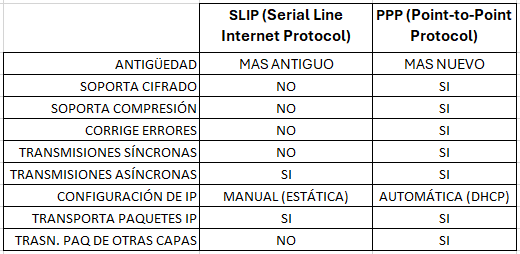 SLIP (Serial Line Internet Protocol) PPP (Point-to-Point Protocol)
ANTIGÜEDAD MAS ANTIGUO MAS NUEVO
SOPORTA CIFRADO NO SI
SOPORTA COMPRESIÓN NO SI
CORRIGE ERRORES NO SI
TRANSMISIONES SÍNCRONAS NO SI
TRANSMISIONES ASÍNCRONAS SI SI
CONFIGURACIÓN DE IP MANUAL (ESTÁTICA) AUTOMÁTICA (DHCP)
TRANSPORTA PAQUETES IP SI SI
TRASN. PAQ DE OTRAS CAPAS NO SI